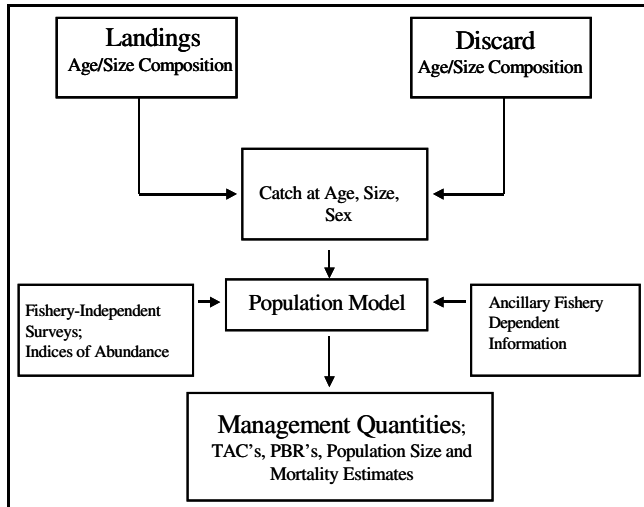 Landings
Age/Size Composition
Discard
Age/Size Composition
Catch at Age, Size,
Sex
Fishery-Independent
Surveys;
Indices of Abundance
Population Model
Ancillary Fishery
Dependent
Information
Management Quantities;
TAC's, PBR's, Population Size and
Mortality Estimates